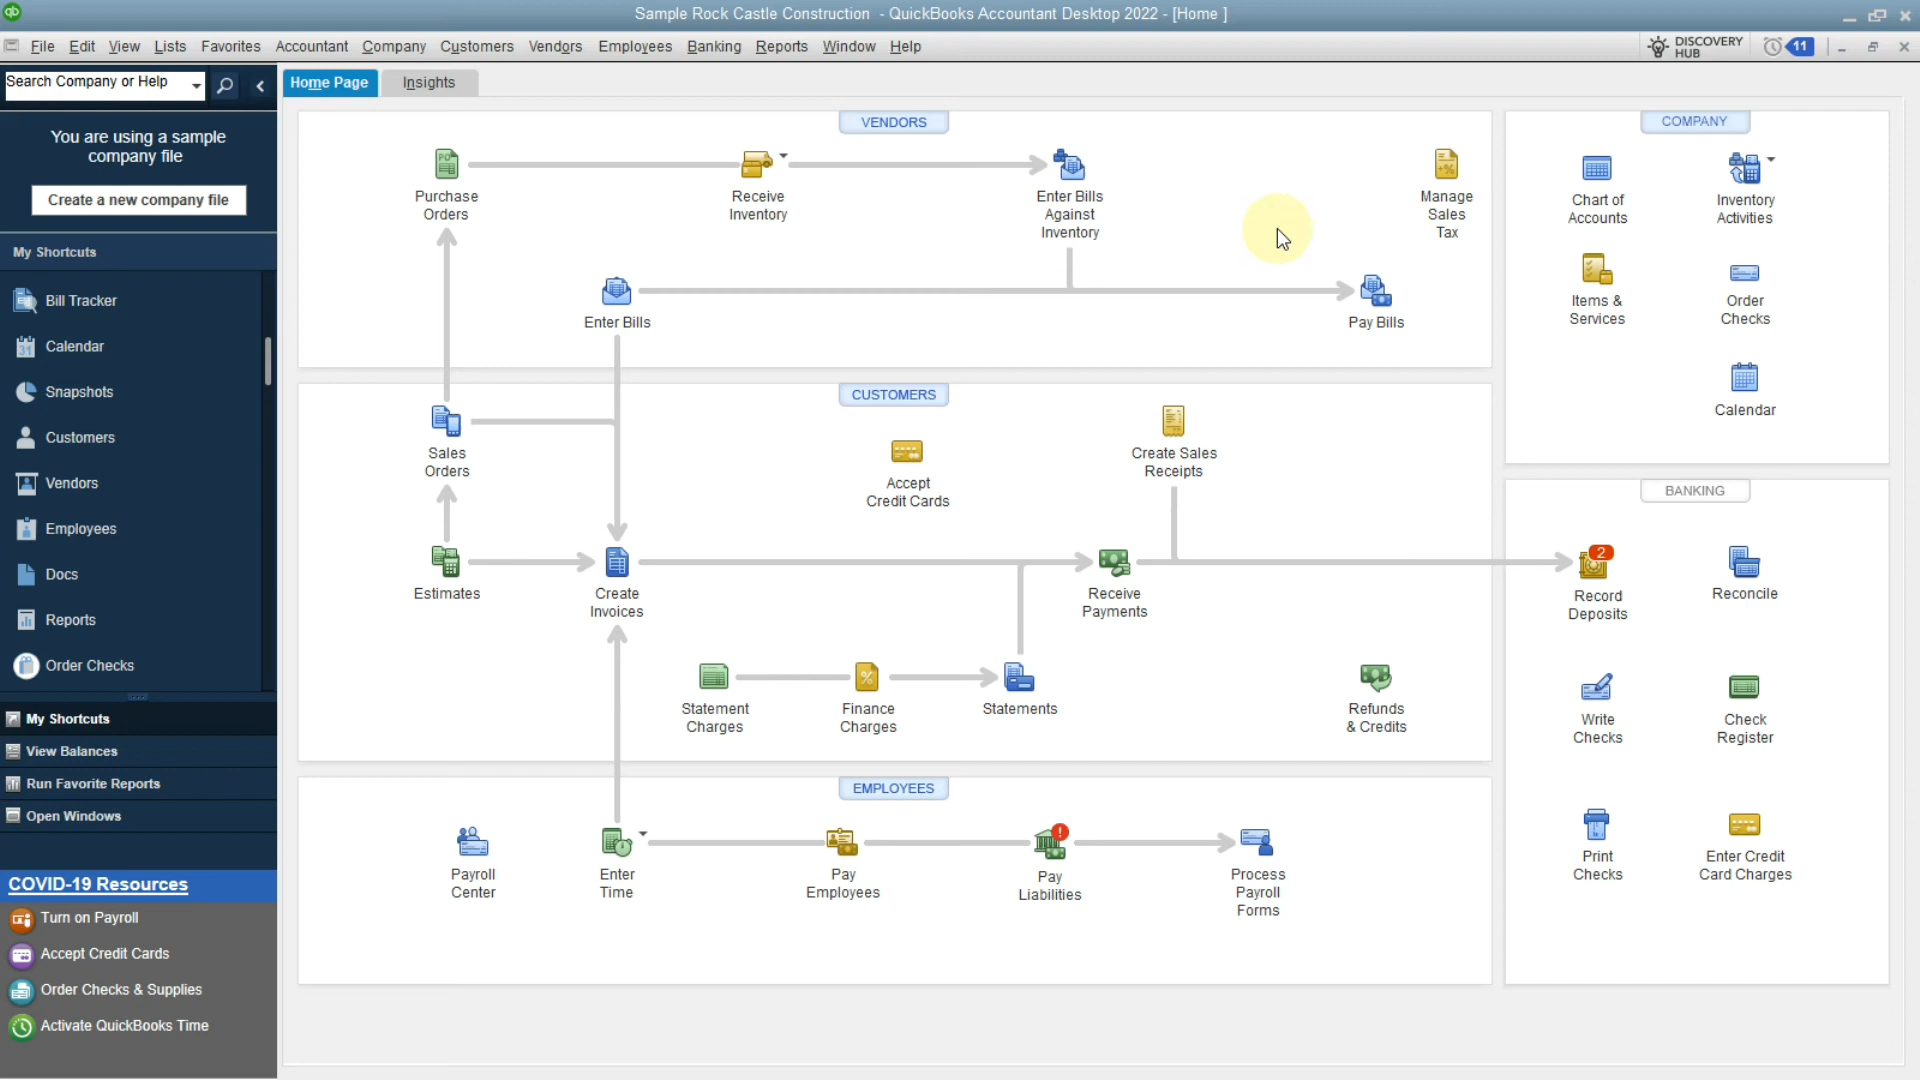 Sample Rock Castle Construction - QuickBooks Accountant Desktop 2022 - [Home ]
File Edit View Lists Favorites Accountant Company Customers Vendors Employees Banking Reports Window Help
DISCOVERY
HUB
11
Search Company or Help
Home Page
Insights
You are using a sample
company file
Create a new company file
My Shortcuts
Bill Tracker
31
Calendar
Snapshots
Customers
Vendors
Employees
Docs
Reports
Order Checks
My Shortcuts
View Balances
Run Favorite Reports
Open Windows
COVID-19 Resources
Turn on Payroll
Accept Credit Cards
Order Checks & Supplies
Activate QuickBooks Time
VENDORS
PO
Purchase
Orders
Receive
Inventory
Enter Bills
Against
Inventory
Manage
Sales
Tax
Enter Bills
Pay Bills
CUSTOMERS
Sales
Orders
Accept
Credit Cards
Create Sales
Receipts
Estimates
Create
Invoices
Receive
Payments
Statement
Charges
%
Finance
Charges
Statements
Refunds
& Credits
EMPLOYEES
Payroll
Center
Enter
Time
Pay
Employees
!
Pay
Liabilities
Process
Payroll
Forms
COMPANY
Chart of
Accounts
Inventory
Activities
Items &
Services
Order
Checks
Calendar
BANKING
2
Record
Deposits
Reconcile
Write
Checks
Check
Register
Print
Checks
Enter Credit
Card Charges